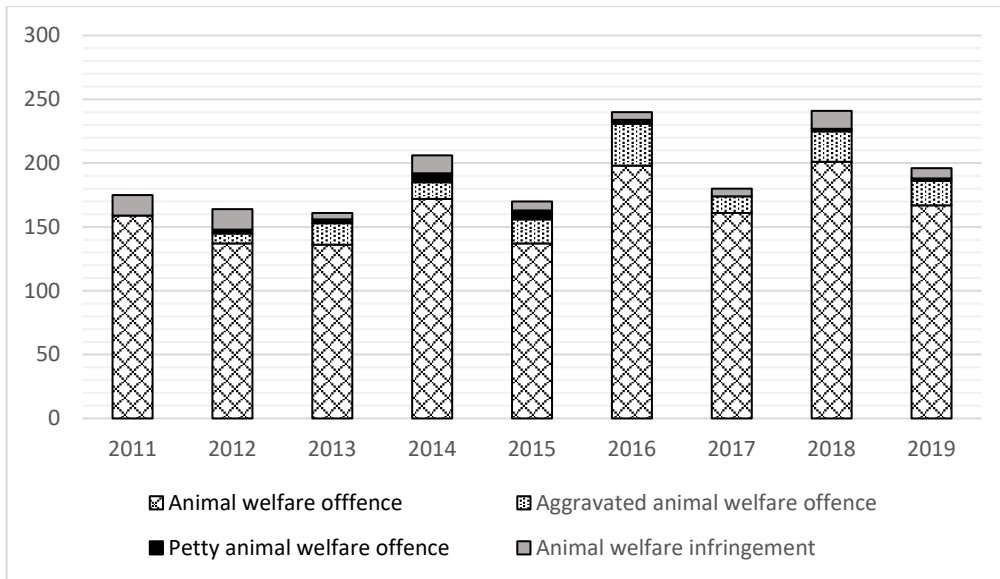 300
250
200
150
100
50
0
2011 2012 2013 2014 2015 2016 2017 2018 2019
Animal welfare offfence Aggravated animal welfare offence
Petty animal welfare offence Animal welfare infringement